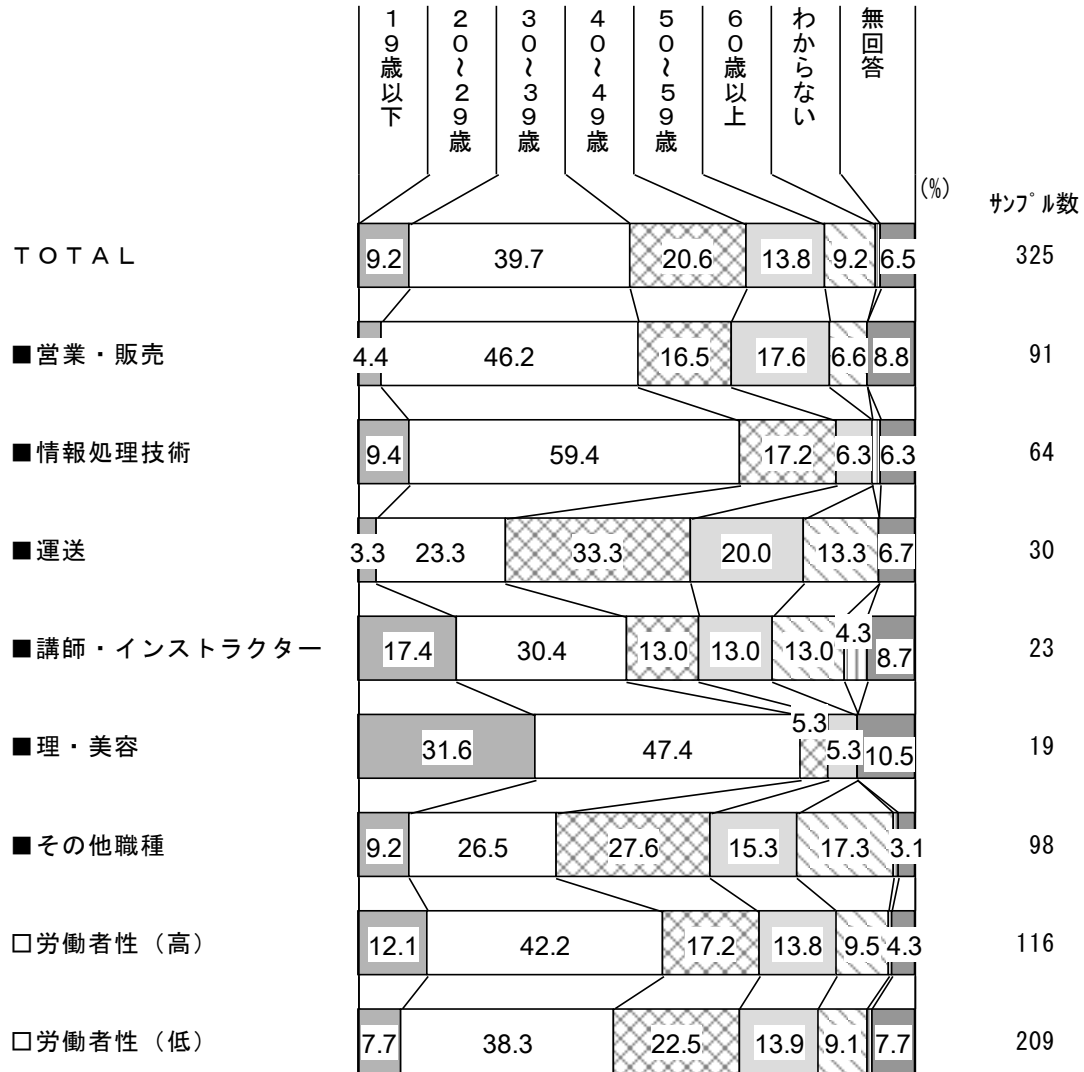 19歳以下
20~29歳
30~39歳
40~49歳
50~59歳
60歳以上
わからない
無回答
(%)
ｻﾝﾌﾟﾙ数
ＴＯＴＡＬ 9.2 39.7 20.6 13.8 9.2 6.5 325
■営業・販売 4.4 46.2 16.5 17.6 6.6 8.8 91
■情報処理技術 9.4 59.4 17.2 6.3 6.3 64
■運送 3.3 23.3 33.3 20.0 13.3 6.7 30
■講師・インストラクター 17.4 30.4 13.0 13.0 13.0 4.3 8.7 23
■理・美容 31.6 47.4 5.3 5.3 10.5 19
■その他職種 9.2 26.5 27.6 15.3 17.3 3.1 98
□労働者性（高） 12.1 42.2 17.2 13.8 9.5 4.3 116
□労働者性（低） 7.7 38.3 22.5 13.9 9.1 7.7 209